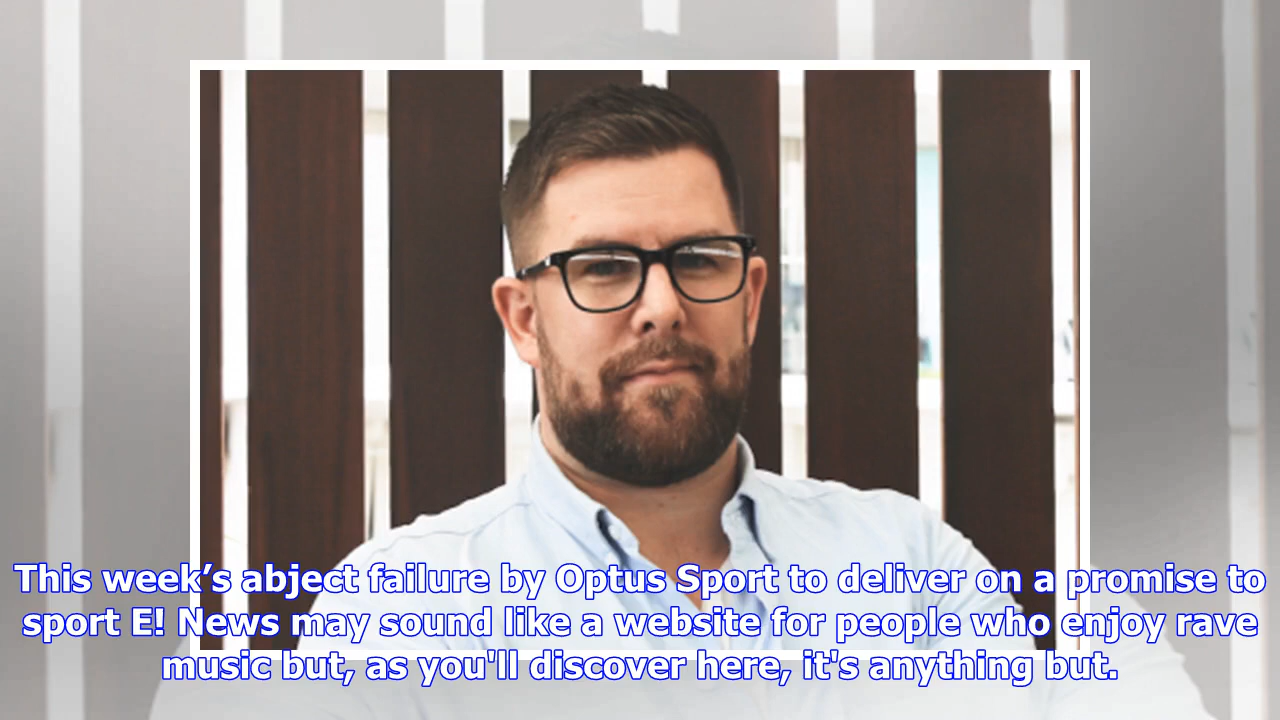 This week’s abject failure by Optus Sport to deliver on a promise to
sport E! News may sound like a website for people who enjoy rave
music but, as you'll discover here, it's anything but.